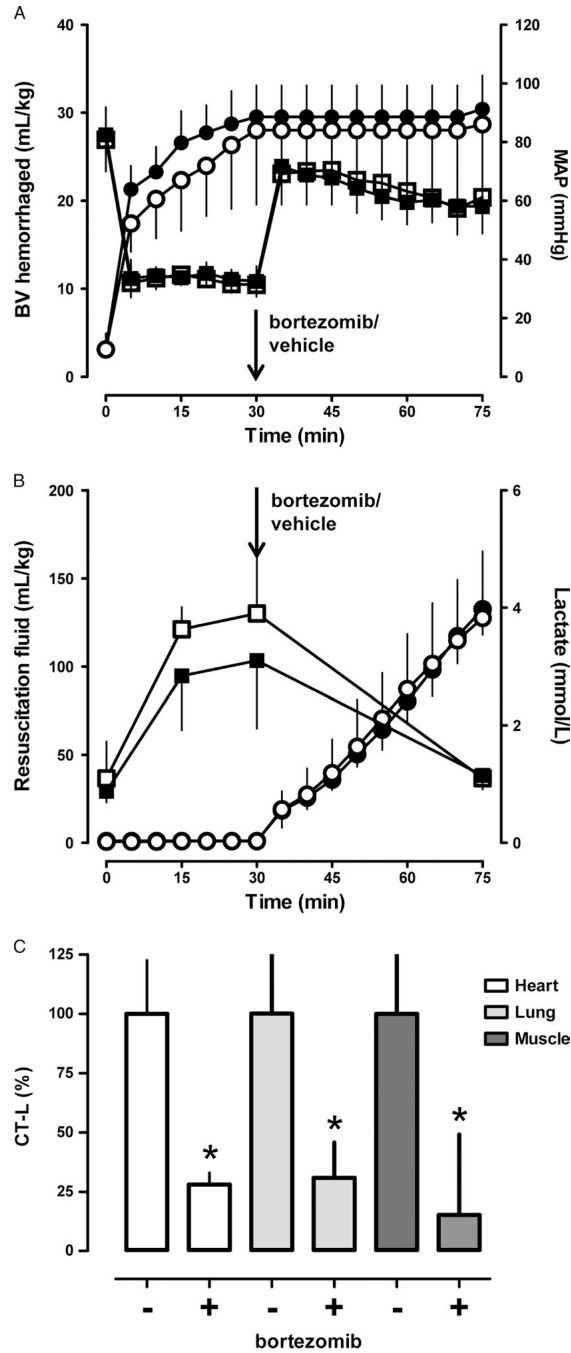 A
BV hemorrhaged (mL/kg)
40
30
20
10
0
MAP (mmHg)
120
100
80
60
40
20
0
bortezomib/
vehicle
0 15 30 45 60 75
Time (min)
B
Resuscitation fluid (mL/kg)
200
150
100
50
0
Lactate (mmol/L)
6
4
2
0
bortezomib/
vehicle
0 15 30 45 60 75
Time (min)
C
CT-L (%)
125
100
75
50
25
0
Heart
Lung
Muscle
* * *
- + - + - +
bortezomib